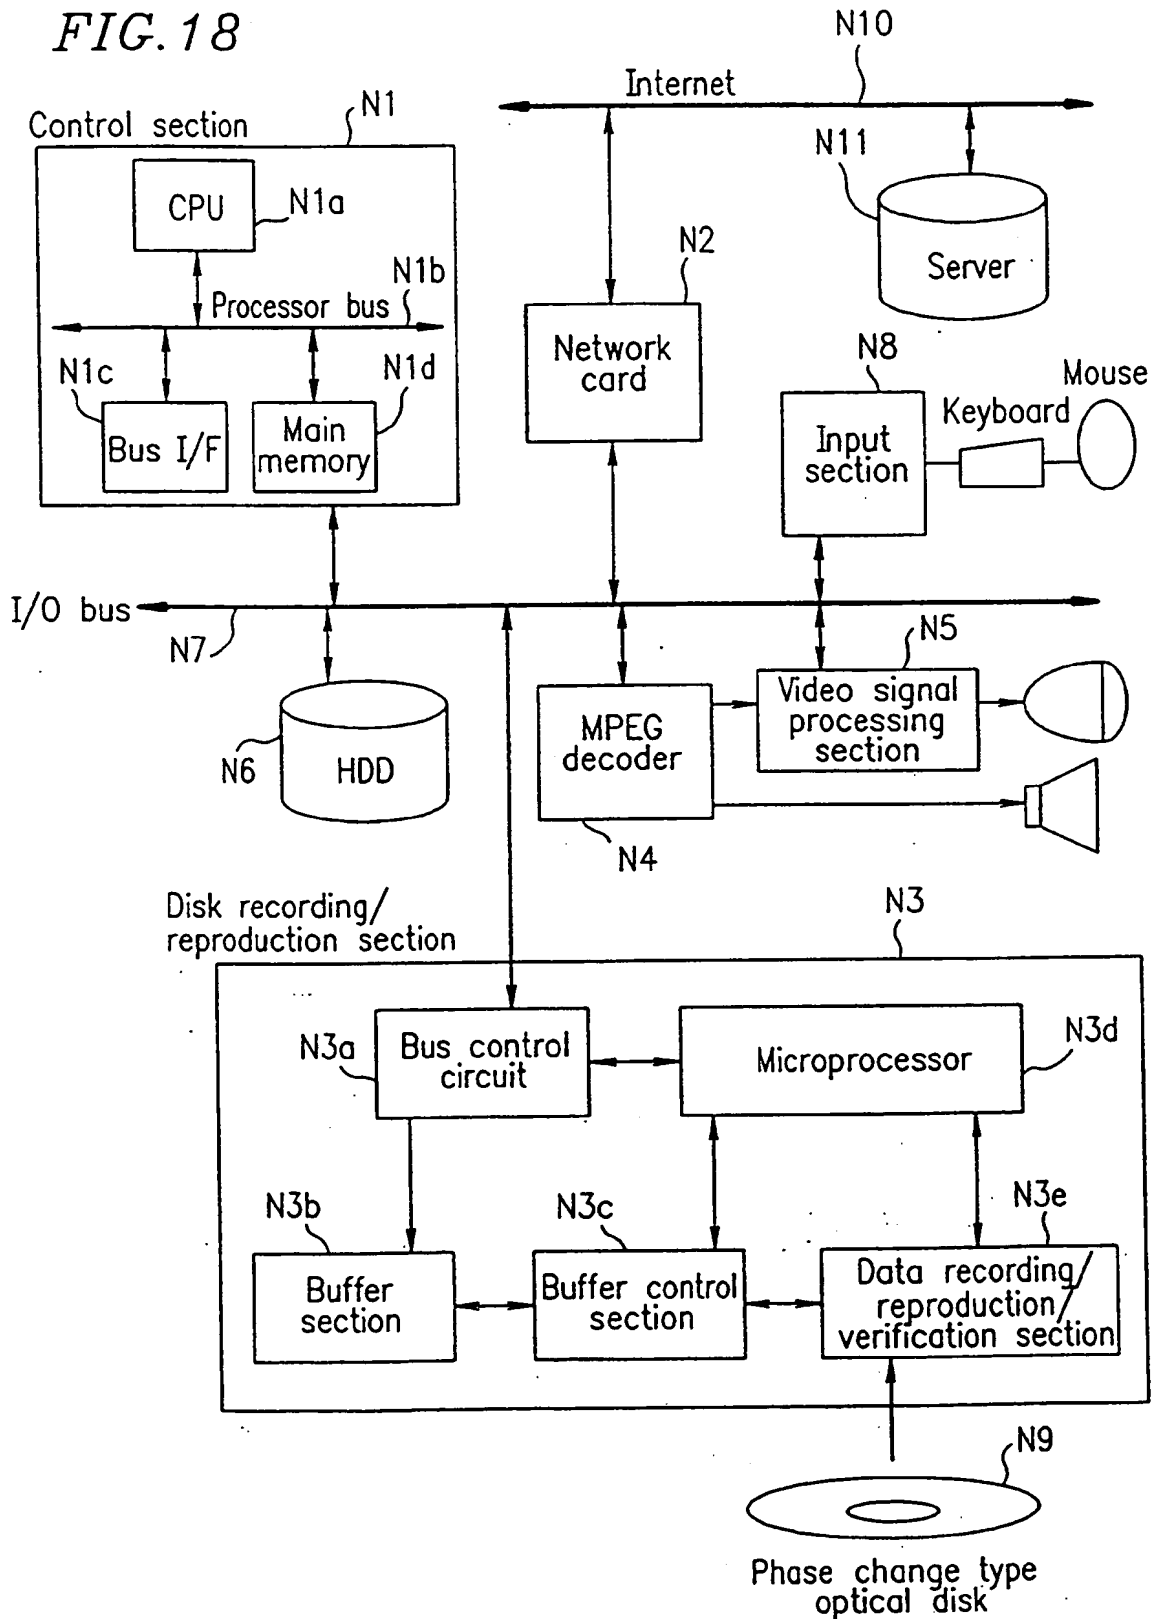 FIG.18
N10
Internet
N1
Control section
N11
CPU
N1a
Server
N2
N1b
Processor bus
Network
card
N8
Mouse
N1c
N1d
Keyboard
Bus I/F
Main
memory
Input
section
I/O bus
N7
N5
Video signal
processing
section
MPEG
decoder
N6
HDD
N4
Disk recording/
reproduction section
N3
N3a
Bus control
circuit
Microprocessor
N3d
N3b
N3c
N3e
Buffer
section
Buffer control
section
Data recording/
reproduction/
verification section
N9
Phase change type
optical disk